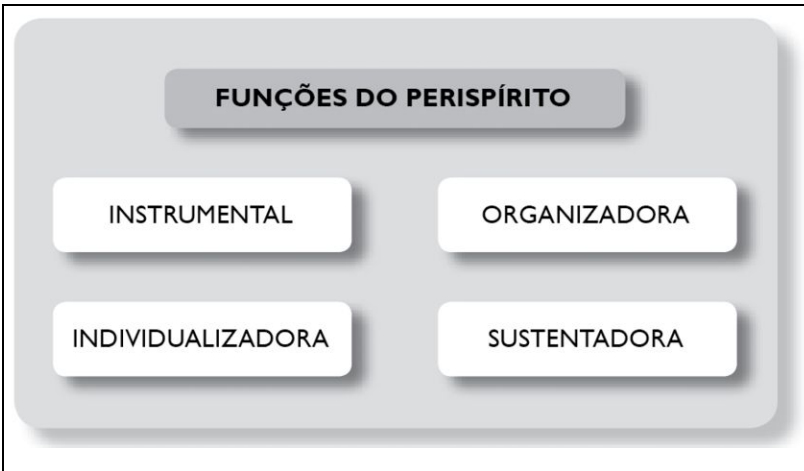 FUNÇÕES DO PERISPÍRITO
INSTRUMENTAL
ORGANIZADORA
INDIVIDUALIZADORA
SUSTENTADORA